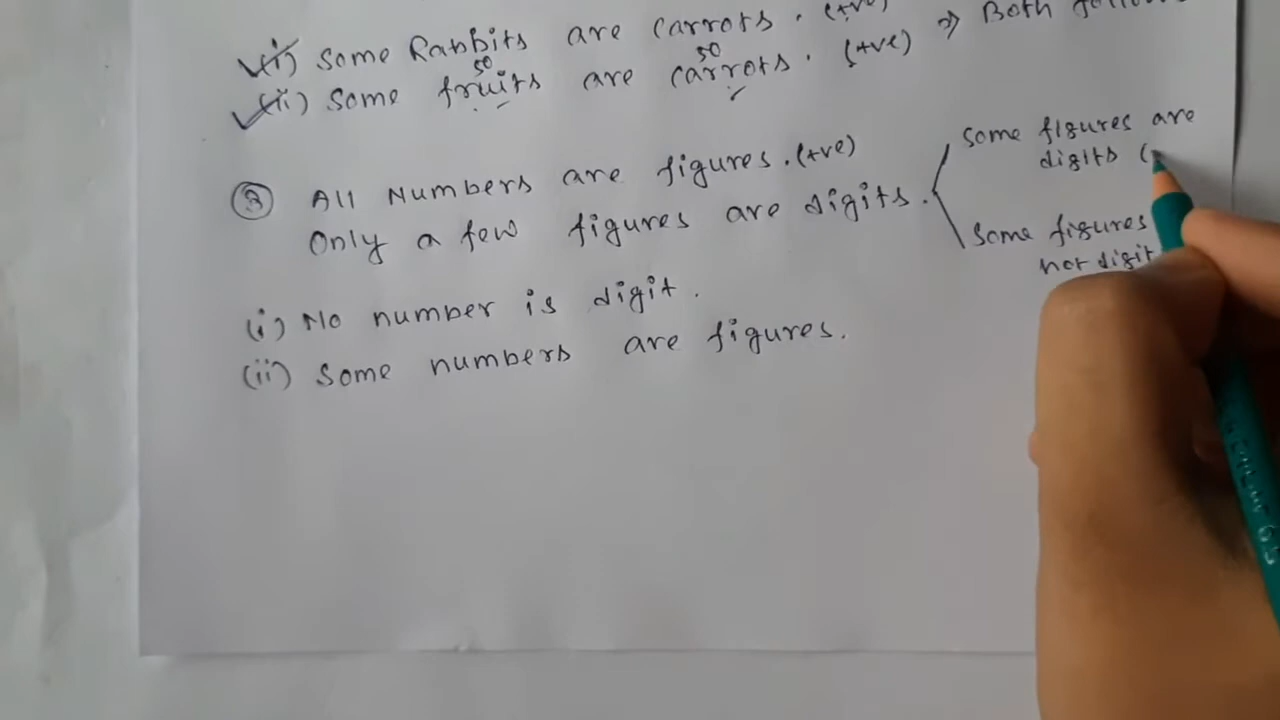 (i) Some Rabbits are carrots. (+ve)
(ii) Some fruits are carrots. (+ve) ⇒ Both
50 50
③ All Numbers are figures. (+ve)
Only a few figures are digits.
some figures are
digits (
Some figures
not digit
(i) No number is digit.
(ii) Some numbers are figures.